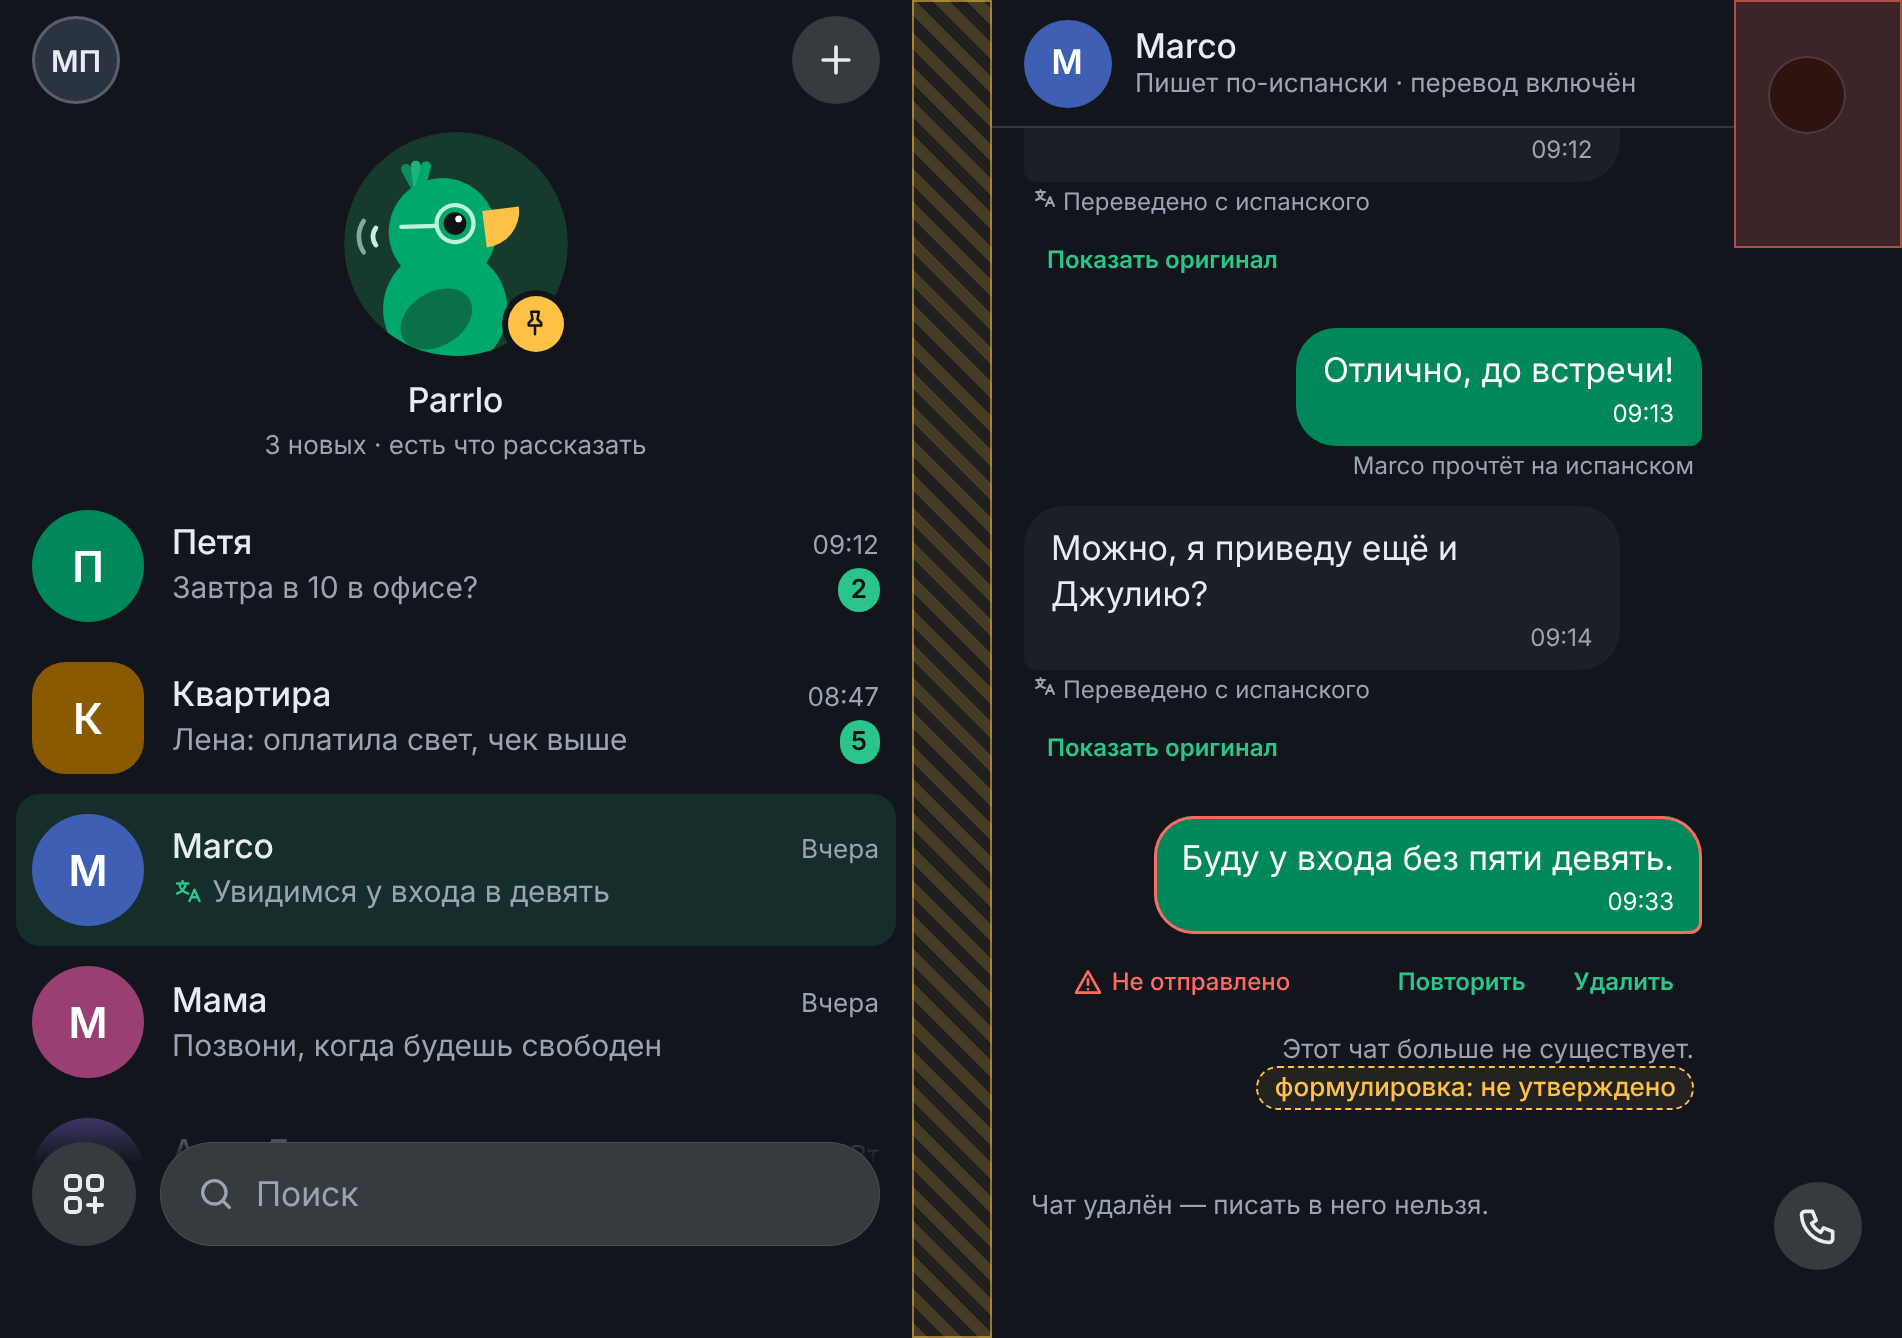 МП
Parrlo
3 новых · есть что рассказать
П
Петя
09:12
Завтра в 10 в офисе?
2
К
Квартира
08:47
Лена: оплатила свет, чек выше
5
M
Marco
Вчера
Увидимся у входа в девять
М
Мама
Вчера
Позвони, когда будешь свободен
Поиск
M
Marco
Пишет по-испански · перевод включён
09:12
Переведено с испанского
Показать оригинал
Отлично, до встречи!
09:13
Marco прочтёт на испанском
Можно, я приведу ещё и
Джулию?
09:14
Переведено с испанского
Показать оригинал
Буду у входа без пяти девять.
09:33
Не отправлено
Повторить
Удалить
Этот чат больше не существует.
формулировка: не утверждено
Чат удалён — писать в него нельзя.